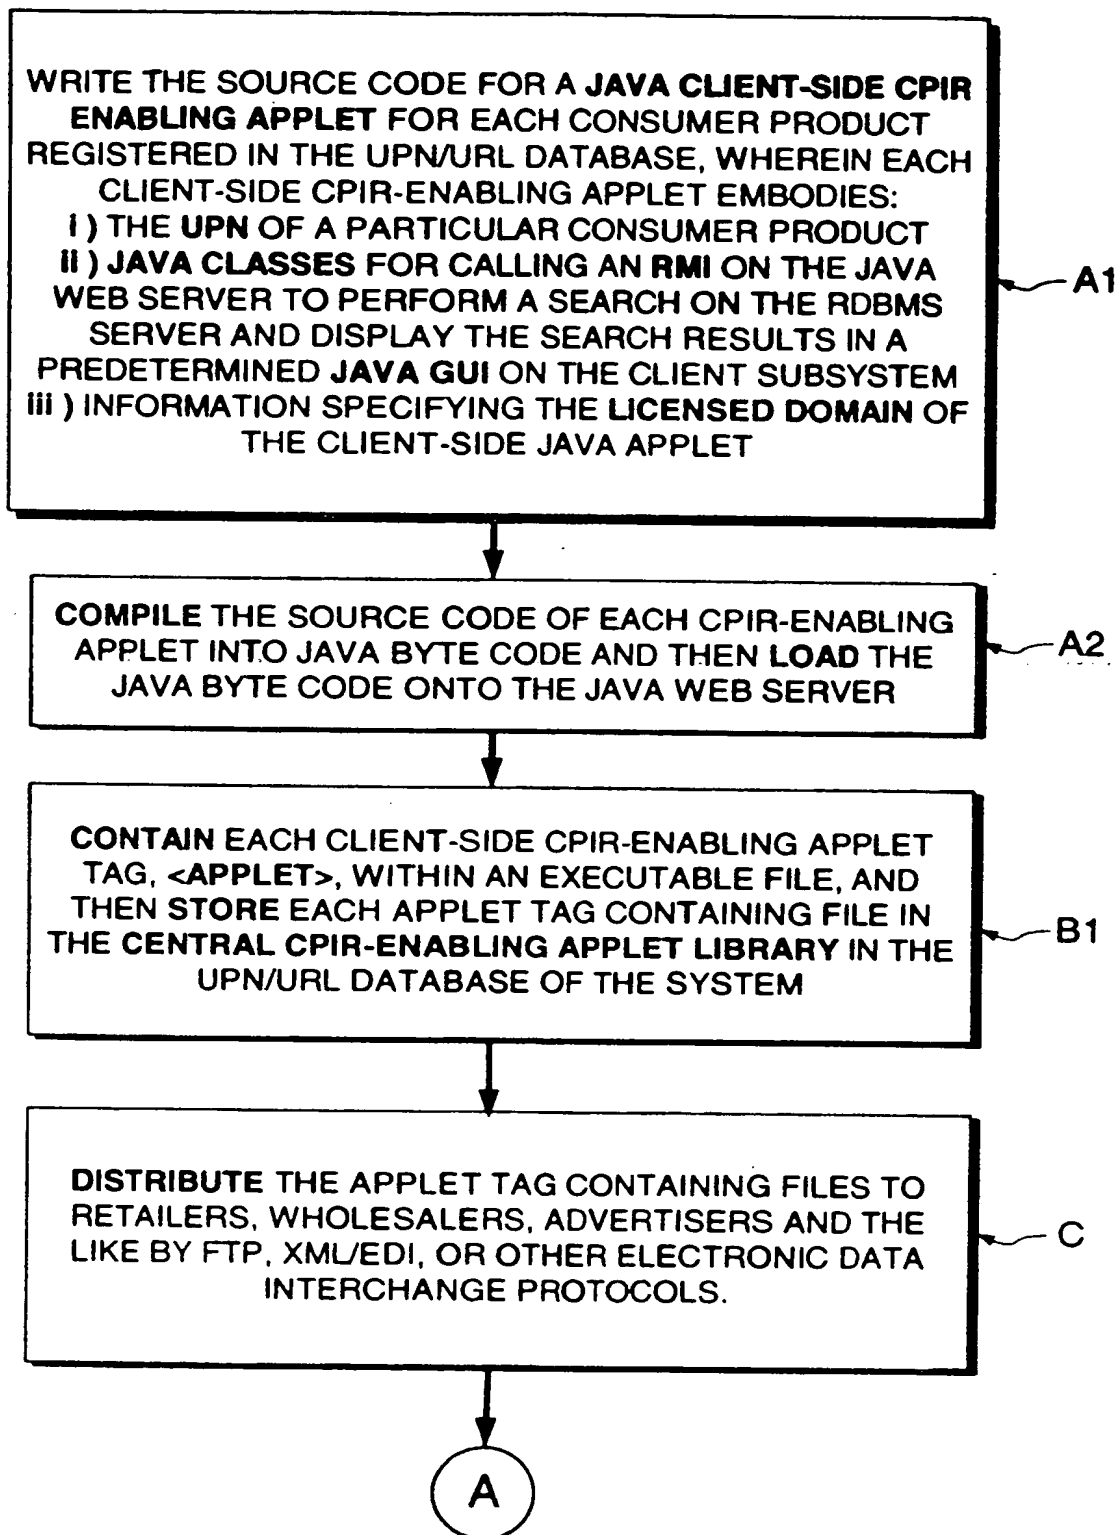 WRITE THE SOURCE CODE FOR A JAVA CLIENT-SIDE CPIR
ENABLING APPLET FOR EACH CONSUMER PRODUCT
REGISTERED IN THE UPN/URL DATABASE, WHEREIN EACH
CLIENT-SIDE CPIR-ENABLING APPLET EMBODIES:
i ) THE UPN OF A PARTICULAR CONSUMER PRODUCT
ii ) JAVA CLASSES FOR CALLING AN RMI ON THE JAVA
WEB SERVER TO PERFORM A SEARCH ON THE RDBMS
SERVER AND DISPLAY THE SEARCH RESULTS IN A
PREDETERMINED JAVA GUI ON THE CLIENT SUBSYSTEM
iii ) INFORMATION SPECIFYING THE LICENSED DOMAIN OF
THE CLIENT-SIDE JAVA APPLET
A1
COMPILE THE SOURCE CODE OF EACH CPIR-ENABLING
APPLET INTO JAVA BYTE CODE AND THEN LOAD THE
JAVA BYTE CODE ONTO THE JAVA WEB SERVER
A2
CONTAIN EACH CLIENT-SIDE CPIR-ENABLING APPLET
TAG, <APPLET>, WITHIN AN EXECUTABLE FILE, AND
THEN STORE EACH APPLET TAG CONTAINING FILE IN
THE CENTRAL CPIR-ENABLING APPLET LIBRARY IN THE
UPN/URL DATABASE OF THE SYSTEM
B1
DISTRIBUTE THE APPLET TAG CONTAINING FILES TO
RETAILERS, WHOLESALERS, ADVERTISERS AND THE
LIKE BY FTP, XML/EDI, OR OTHER ELECTRONIC DATA
INTERCHANGE PROTOCOLS.
C
A